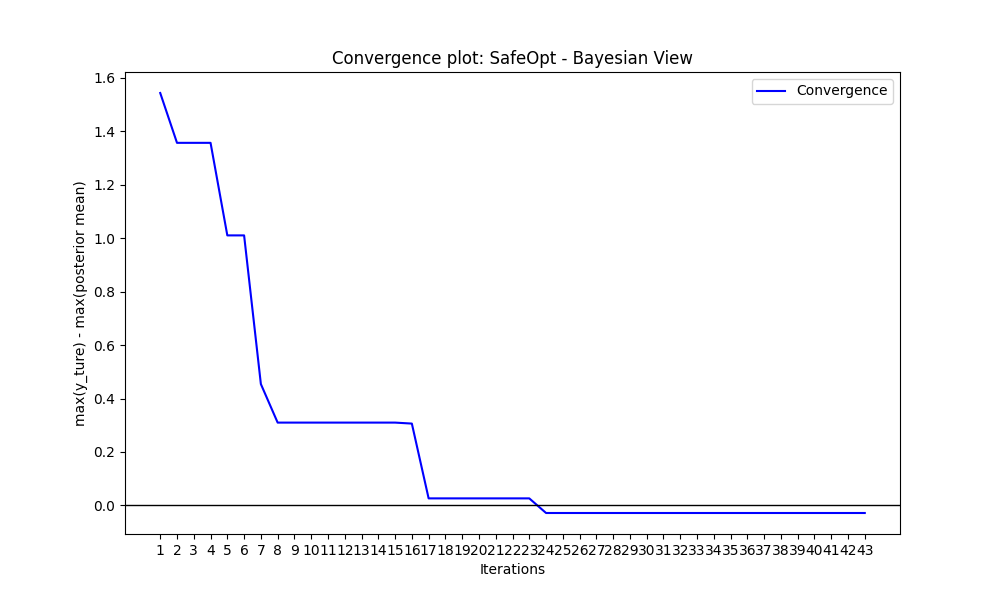 Convergence plot: SafeOpt - Bayesian View
Convergence
max(y_ture) - max(posterior mean)
1.6
1.4
1.2
1.0
0.8
0.6
0.4
0.2
0.0
1 2 3 4 5 6 7 8 9 10 11 12 13 14 15 16 17 18 19 20 21 22 23 24 25 26 27 28 29 30 31 32 33 34 35 36 37 38 39 40 41 42 43
Iterations